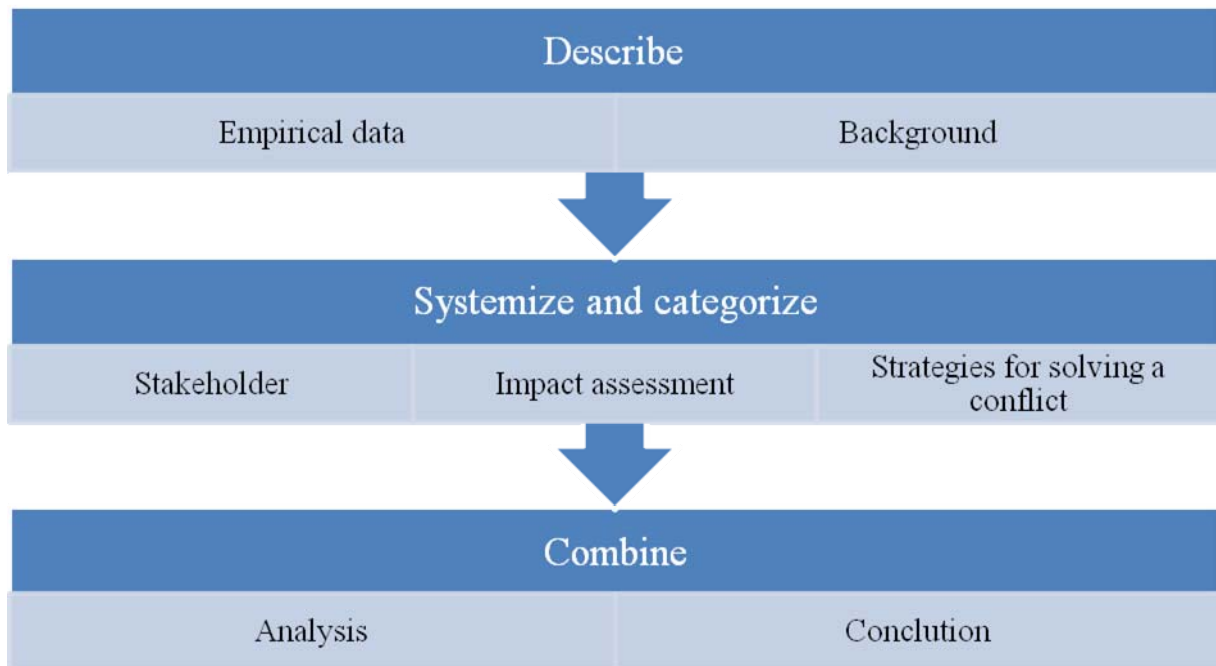 Describe
Empirical data
Background
Systemize and categorize
Stakeholder
Impact assessment
Strategies for solving a
conflict
Combine
Analysis
Conclution